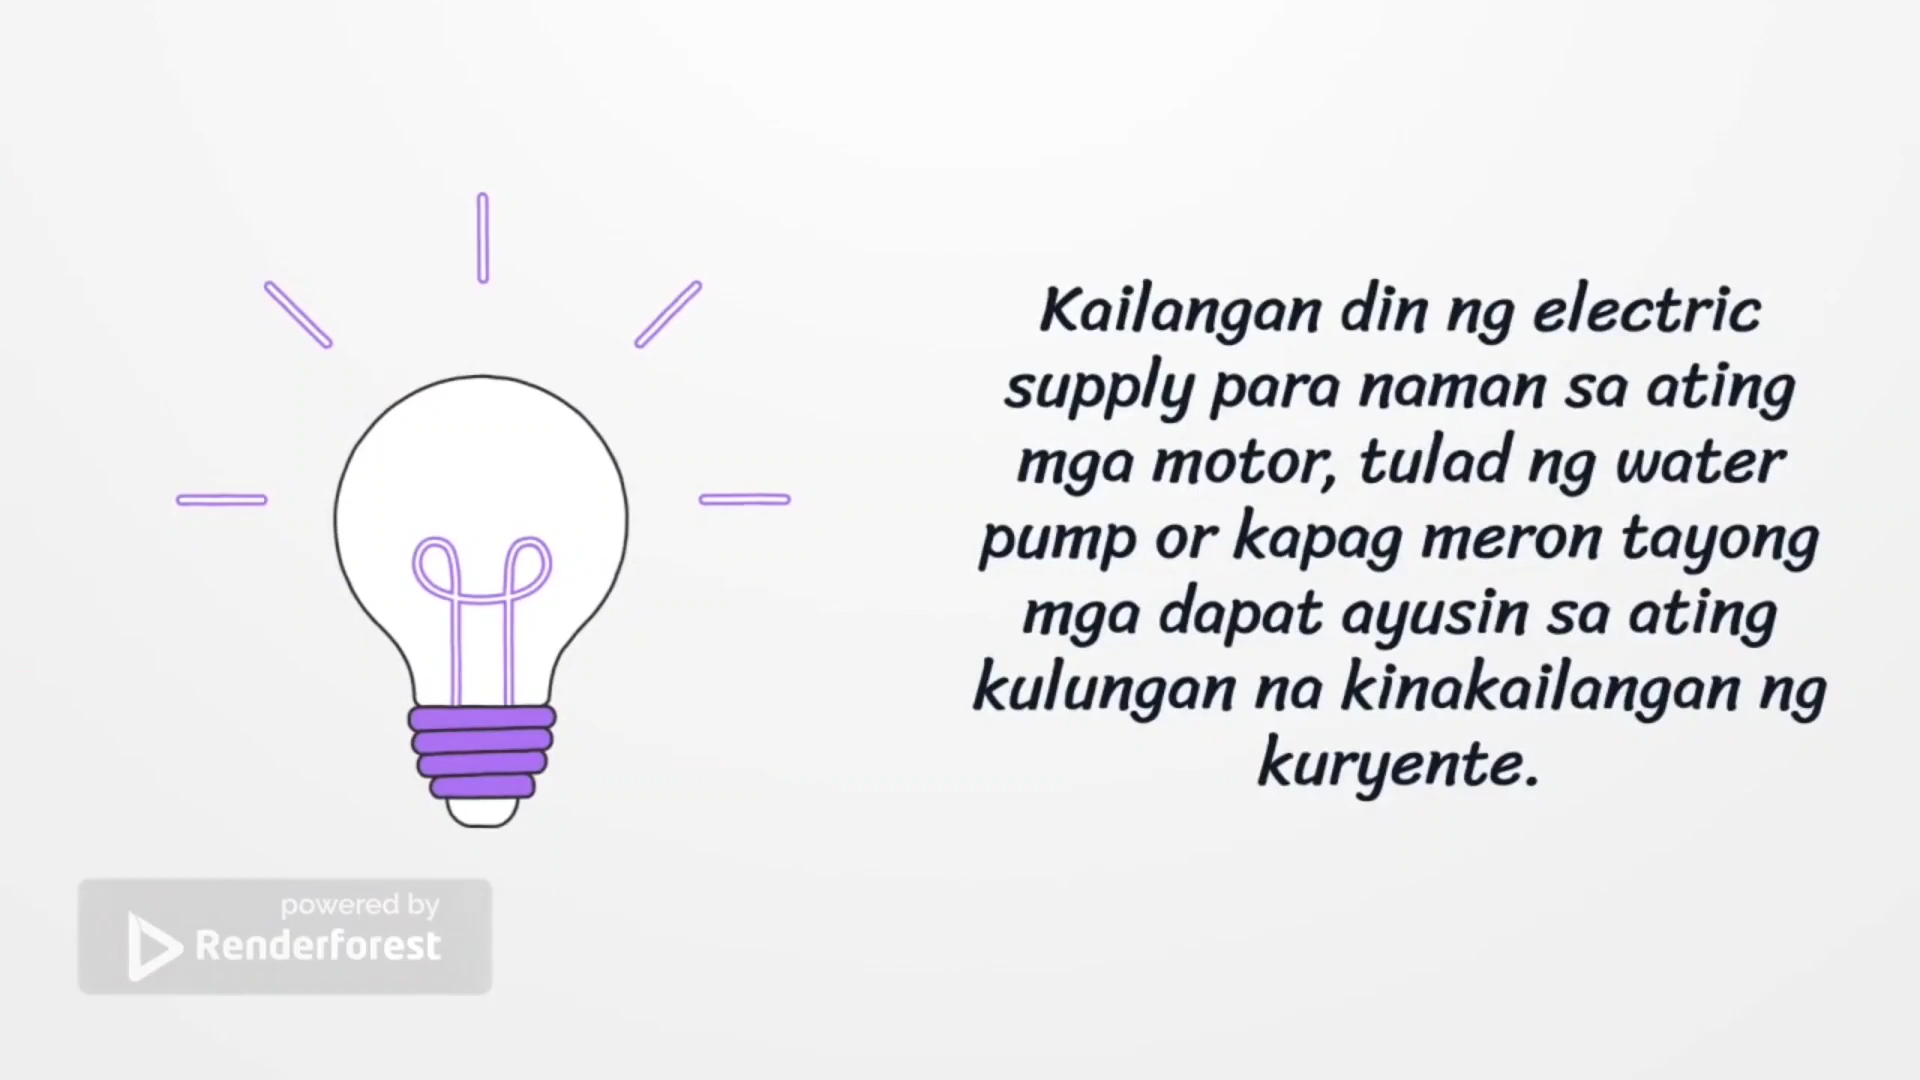 Kailangan din ng electric
supply para naman sa ating
mga motor, tulad ng water
pump or kapag meron tayong
mga dapat ayusin sa ating
kulungan na kinakailangan ng
kuryente.
powered by
Renderforest